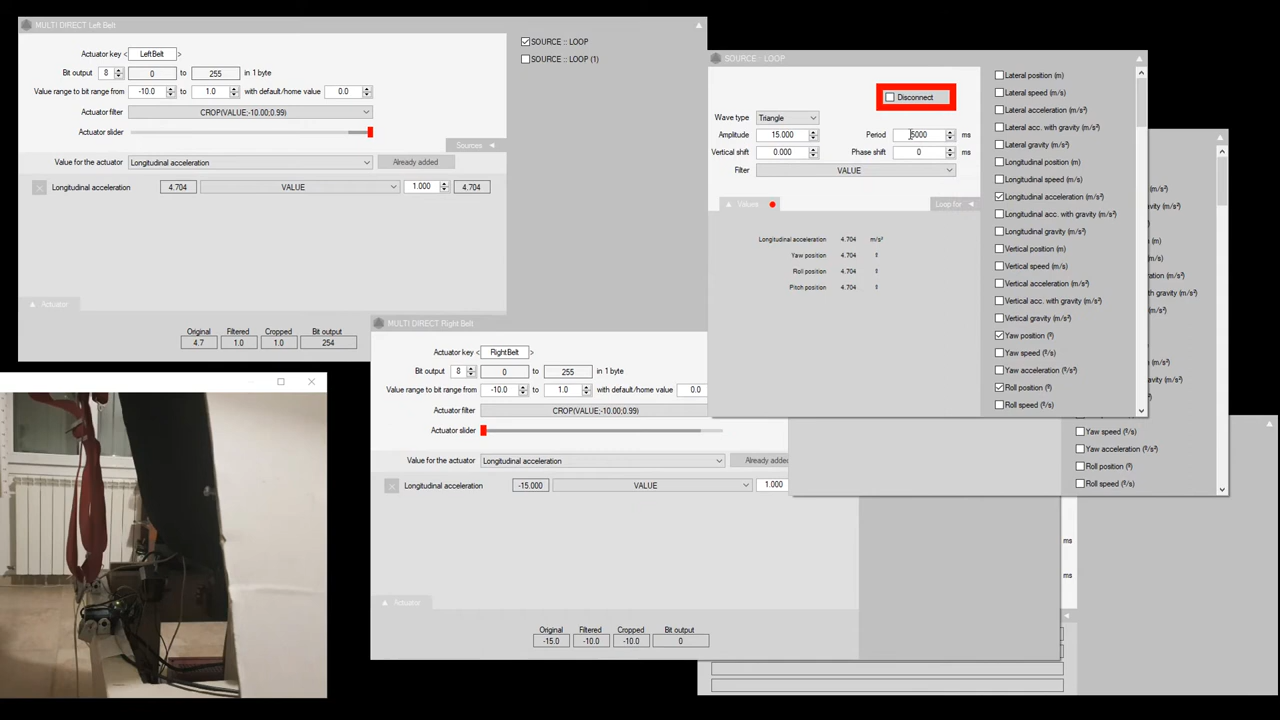 MULTI DIRECT Left Belt
Actuator key < LeftBelt >
Bit output 8 0 to 255 in 1 byte
Value range to bit range from -10.0 to 1.0 with default/home value 0.0
Actuator filter CROP(VALUE;-10.00;0.99)
Actuator slider
Sources
Value for the actuator Longitudinal acceleration Already added
Longitudinal acceleration 4.704 VALUE 1.000 4.704
Actuator
Original Filtered Cropped Bit output
4.7 1.0 1.0 254
SOURCE :: LOOP
SOURCE :: LOOP (1)
MULTI DIRECT Right Belt
Actuator key < RightBelt >
Bit output 8 0 to 255 in 1 byte
Value range to bit range from -10.0 to 1.0 with default/home value 0.0
Actuator filter CROP(VALUE;-10.00;0.99)
Actuator slider
Value for the actuator Longitudinal acceleration Already added
Longitudinal acceleration -15.000 VALUE 1.000
Actuator
Original Filtered Cropped Bit output
-15.0 -10.0 -10.0 0
SOURCE :: LOOP
Disconnect
Wave type Triangle
Amplitude 15.000 Period 5000 ms
Vertical shift 0.000 Phase shift 0 ms
Filter VALUE
Values Loop for
Longitudinal acceleration 4.704 m/s²
Yaw position 4.704 º
Roll position 4.704 º
Pitch position 4.704 º
Lateral position (m)
Lateral speed (m/s)
Lateral acceleration (m/s²)
Lateral acc. with gravity (m/s²)
Lateral gravity (m/s²)
Longitudinal position (m)
Longitudinal speed (m/s)
Longitudinal acceleration (m/s²)
Longitudinal acc. with gravity (m/s²)
Longitudinal gravity (m/s²)
Vertical position (m)
Vertical speed (m/s)
Vertical acceleration (m/s²)
Vertical acc. with gravity (m/s²)
Vertical gravity (m/s²)
Yaw position (º)
Yaw speed (º/s)
Yaw acceleration (º/s²)
Roll position (º)
Roll speed (º/s)
Yaw speed (º/s)
Yaw acceleration (º/s²)
Roll position (º)
Roll speed (º/s)
ms
ms